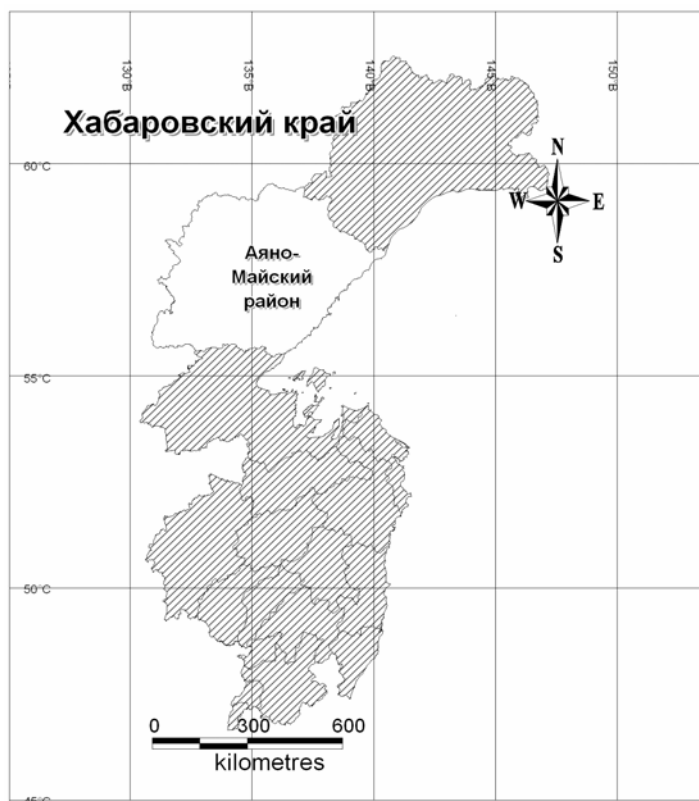 130°В
135°В
140°В
145°В
150°В
Хабаровский край
60°С
N
W
E
S
Аяно-
Майский
район
55°С
50°С
0 300 600
kilometres
45°С